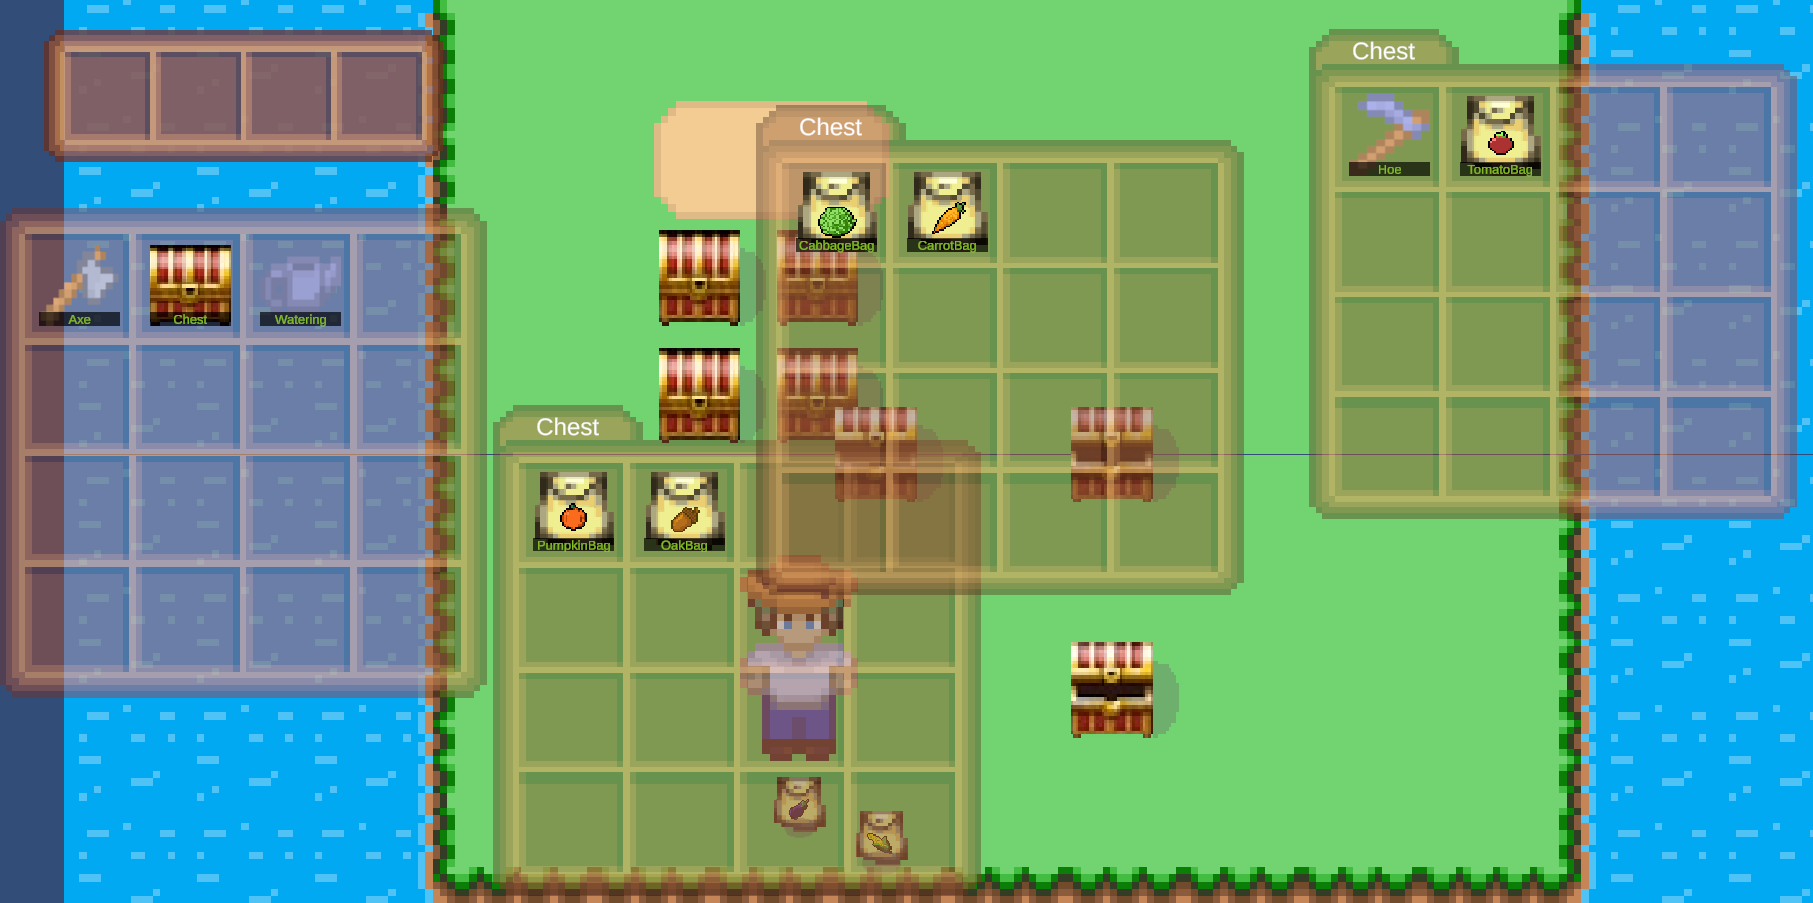 Chest
Hoe
TomatoBag
Chest
CabbageBag
CarrotBag
Axe
Chest
Watering
Chest
PumpkinBag
OakBag